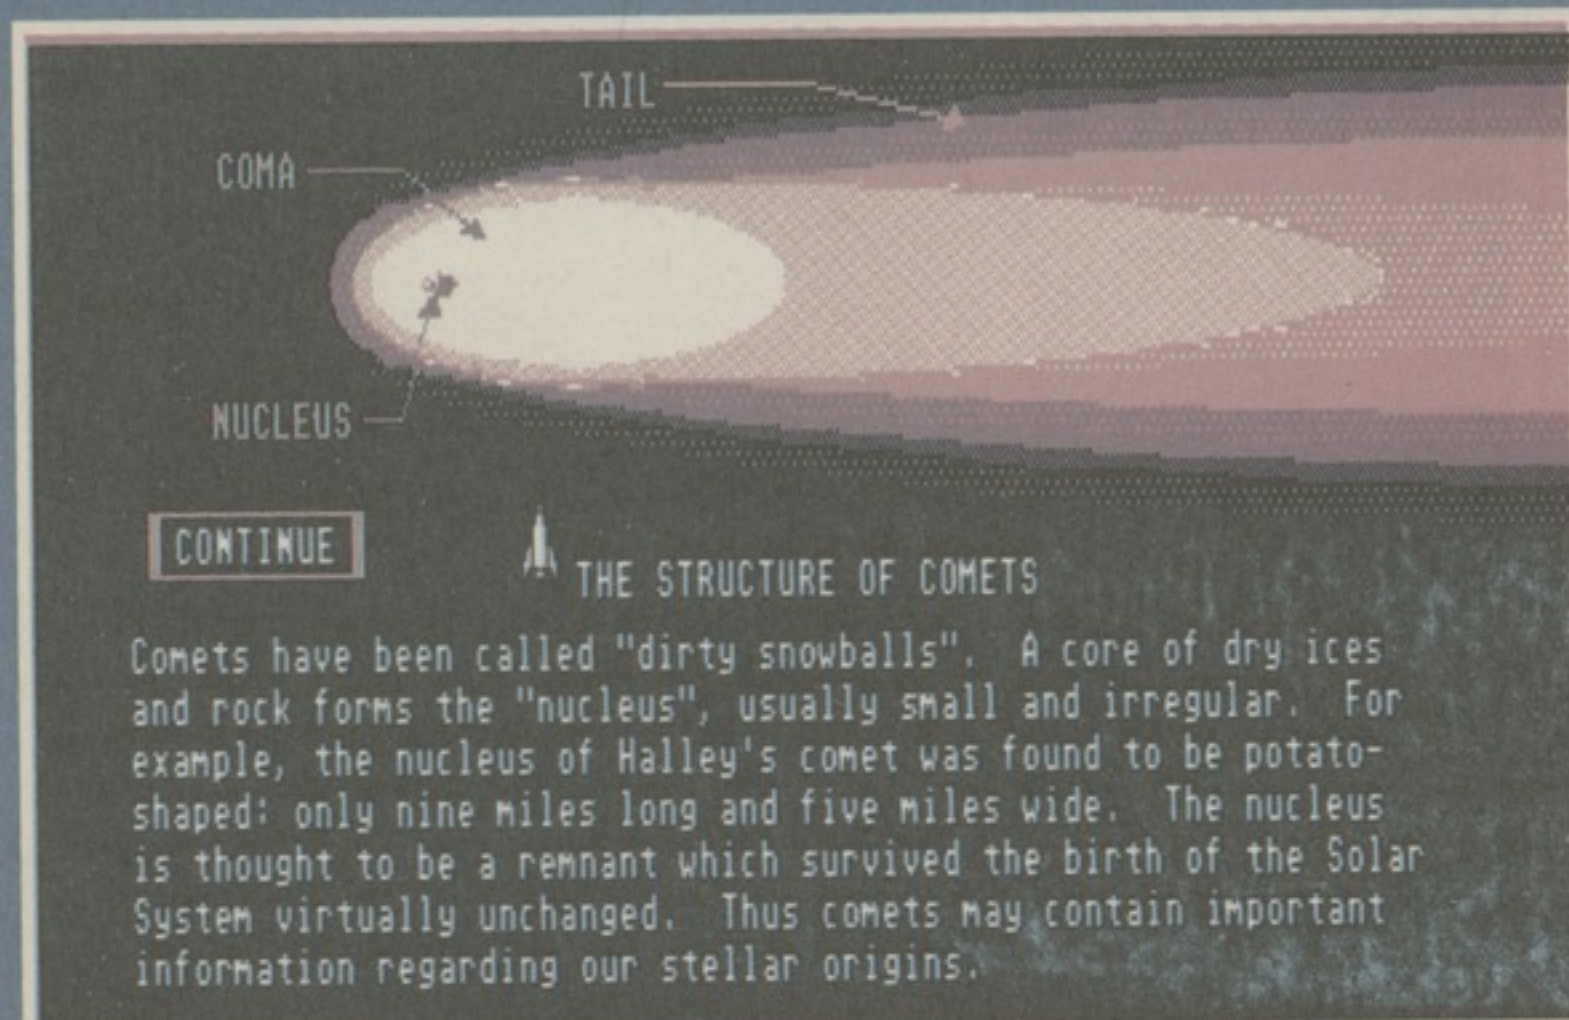 TAIL
COMA
NUCLEUS
CONTINUE
THE STRUCTURE OF COMETS
Comets have been called "dirty snowballs".  A core of dry ices
and rock forms the "nucleus", usually small and irregular.  For
example, the nucleus of Halley's comet was found to be potato-
shaped: only nine miles long and five miles wide.  The nucleus
is thought to be a remnant which survived the birth of the Solar
System virtually unchanged.  Thus comets may contain important
information regarding our stellar origins.